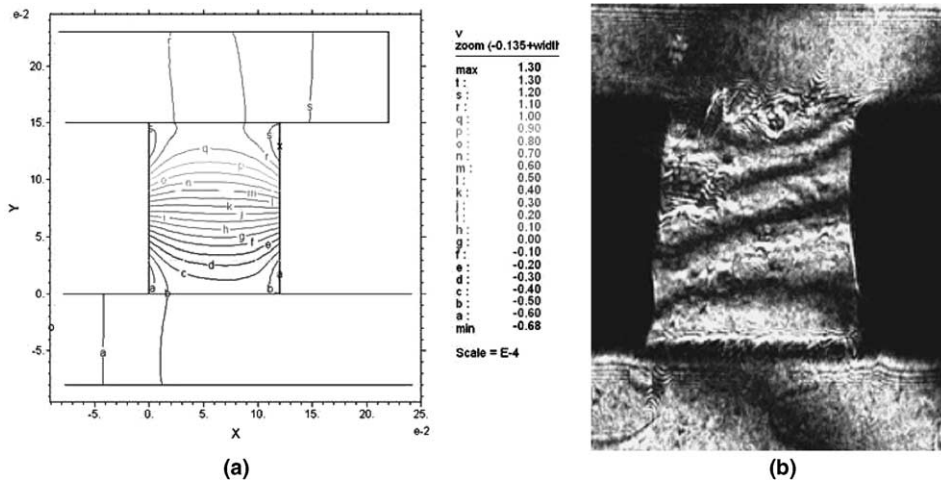 e-2
20.
15.
10.
5.
0.
-5.
Y
-5.
0.
5.
10.
15.
20.
25.
e-2
X
r
s
s
s
x
r
q
p
o
n
m
l
k
j
i
h
g
f
e
d
c
a
b
a
b
o
a
v
zoom (-0.135+width
max 1.30
t : 1.30
s : 1.20
r : 1.10
q : 1.00
p : 0.90
o : 0.80
n : 0.70
m : 0.60
l : 0.50
k : 0.40
j : 0.30
i : 0.20
h : 0.10
g : 0.00
f : -0.10
e : -0.20
d : -0.30
c : -0.40
b : -0.50
a : -0.60
min -0.68
Scale = E-4
(a)
(b)